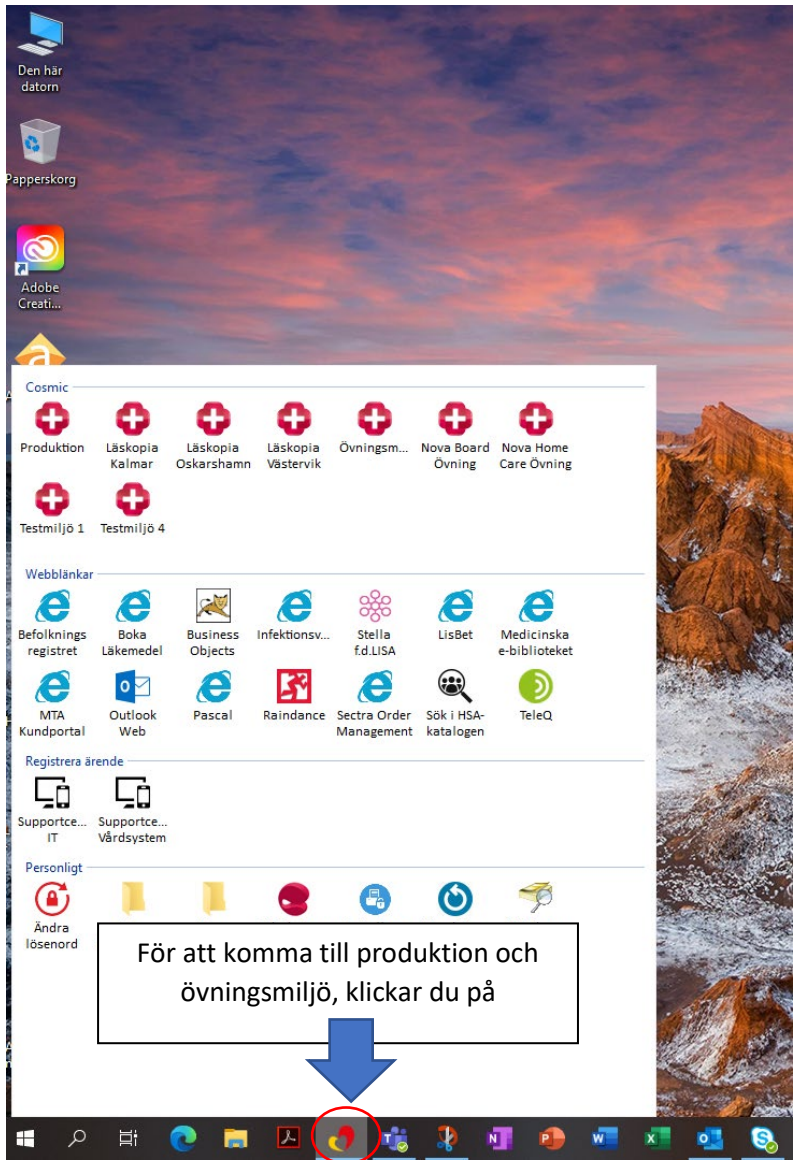 Den här
datorn
Papperskorg
Adobe
Creati...
Cosmic
Produktion
Läskopia
Kalmar
Läskopia
Oskarshamn
Läskopia
Västervik
Övningsm...
Nova Board
Övning
Nova Home
Care Övning
Testmiljö 1
Testmiljö 4
Webblänkar
Befolknings
registret
Boka
Läkemedel
Business
Objects
Infektionsv...
Stella
f.d.LISA
LisBet
Medicinska
e-biblioteket
MTA
Kundportal
Outlook
Web
Pascal
Raindance
Sectra Order
Management
Sök i HSA-
katalogen
TeleQ
Registrera ärende
Supportce...
IT
Supportce...
Vårdsystem
Personligt
Ändra
lösenord
För att komma till produktion och
övningsmiljö, klickar du på